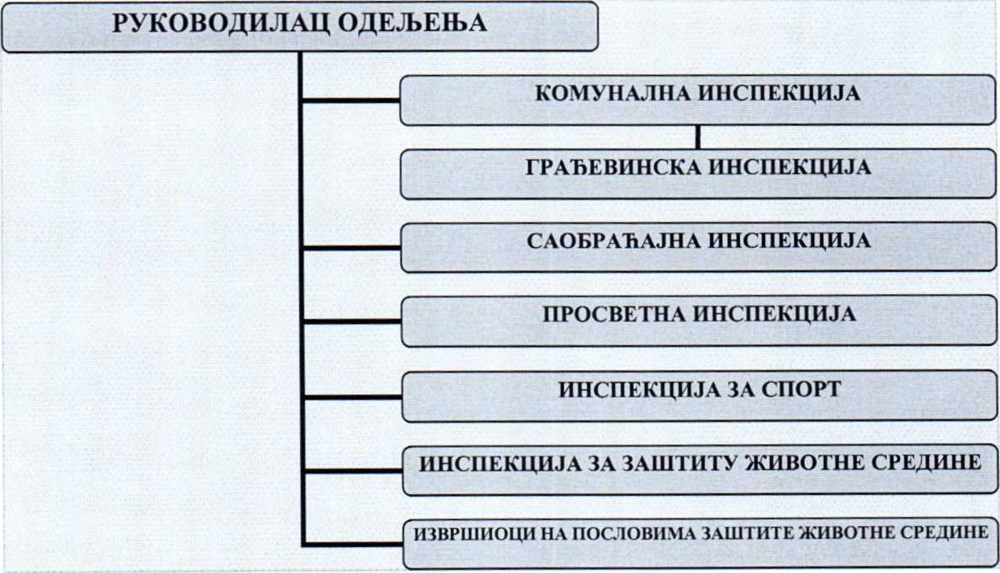 РУКОВОДИЛАЦ ОДЕЉЕЊА
КОМУНАЛНА ИНСПЕКЦИЈА
ГРАЂЕВИНСКА ИНСПЕКЦИЈА
САОБРАЋАЈНА ИНСПЕКЦИЈА
ПРОСВЕТНА ИНСПЕКЦИЈА
ИНСПЕКЦИЈА ЗА СПОРТ
ИНСПЕКЦИЈА ЗА ЗАШТИТУ ЖИВОТНЕ СРЕДИНЕ
ИЗВРШИОЦИ НА ПОСЛОВИМА ЗАШТИТЕ ЖИВОТНЕ СРЕДИНЕ